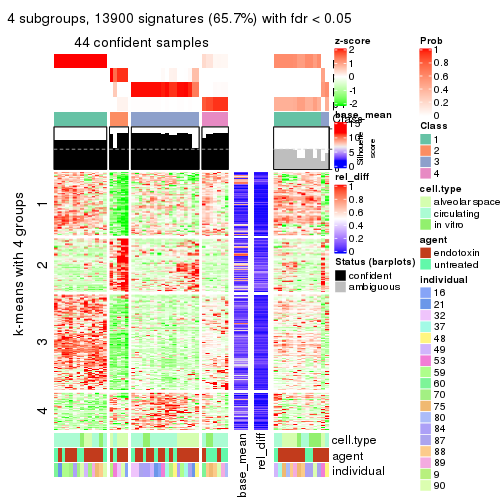 4 subgroups, 13900 signatures (65.7%) with fdr < 0.05
44 confident samples
k-means with 4 groups
1
2
3
4
base_mean
rel_diff
cell.type
agent
individual
z-score
2
1
0
-1
-2
base_mean
15
10
5
0
Silhouette score
rel_diff
1
0.8
0.6
0.4
0.2
0
Status (barplots)
confident
ambiguous
Prob
1
0.8
0.6
0.4
0.2
0
Class
1
2
3
4
cell.type
alveolar space
circulating
in vitro
agent
endotoxin
untreated
individual
16
21
32
37
48
49
53
59
60
70
75
80
84
87
88
89
9
90